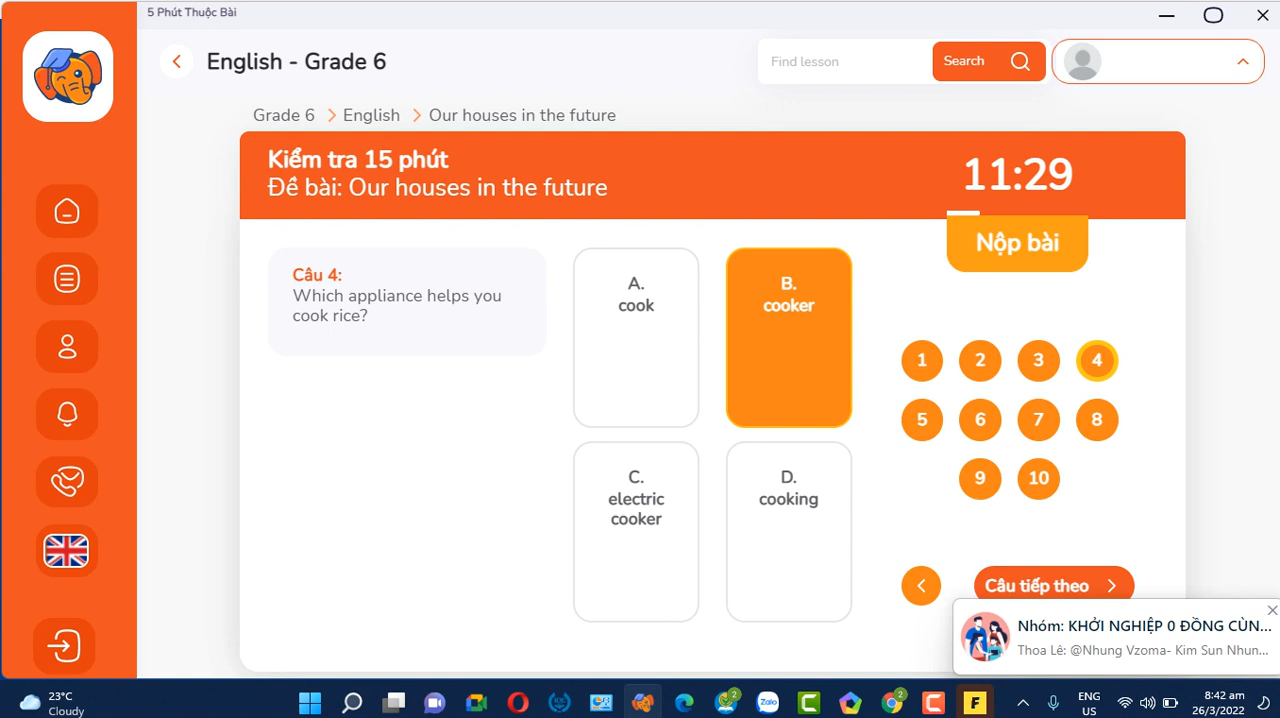 5 Phút Thuộc Bài
English - Grade 6
Find lesson
Search
Grade 6 > English > Our houses in the future
Kiểm tra 15 phút
Đề bài: Our houses in the future
11:29
Nộp bài
Câu 4:
Which appliance helps you
cook rice?
A.
cook
B.
cooker
C.
electric
cooker
D.
cooking
1 2 3 4
5 6 7 8
9 10
Câu tiếp theo
Nhóm: KHỞI NGHIỆP 0 ĐỒNG CÙN...
Thoa Lê: @Nhung Vzoma- Kim Sun Nhun...
23°C
Cloudy
2
Zalo
2
F
ENG
US
8:42 am
26/3/2022